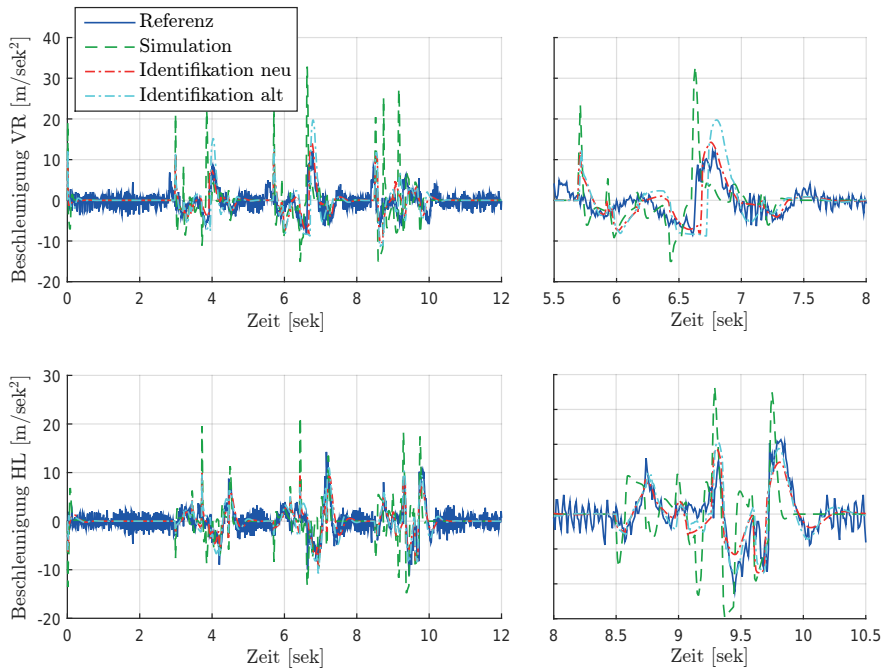 Referenz
Simulation
Identifikation neu
Identifikation alt
Beschleunigung VR [m/sek²]
40
30
20
10
0
-10
-20
0 2 4 6 8 10 12
Zeit [sek]
5.5 6 6.5 7 7.5 8
Zeit [sek]
Beschleunigung HL [m/sek²]
30
20
10
0
-10
-20
0 2 4 6 8 10 12
Zeit [sek]
8 8.5 9 9.5 10 10.5
Zeit [sek]